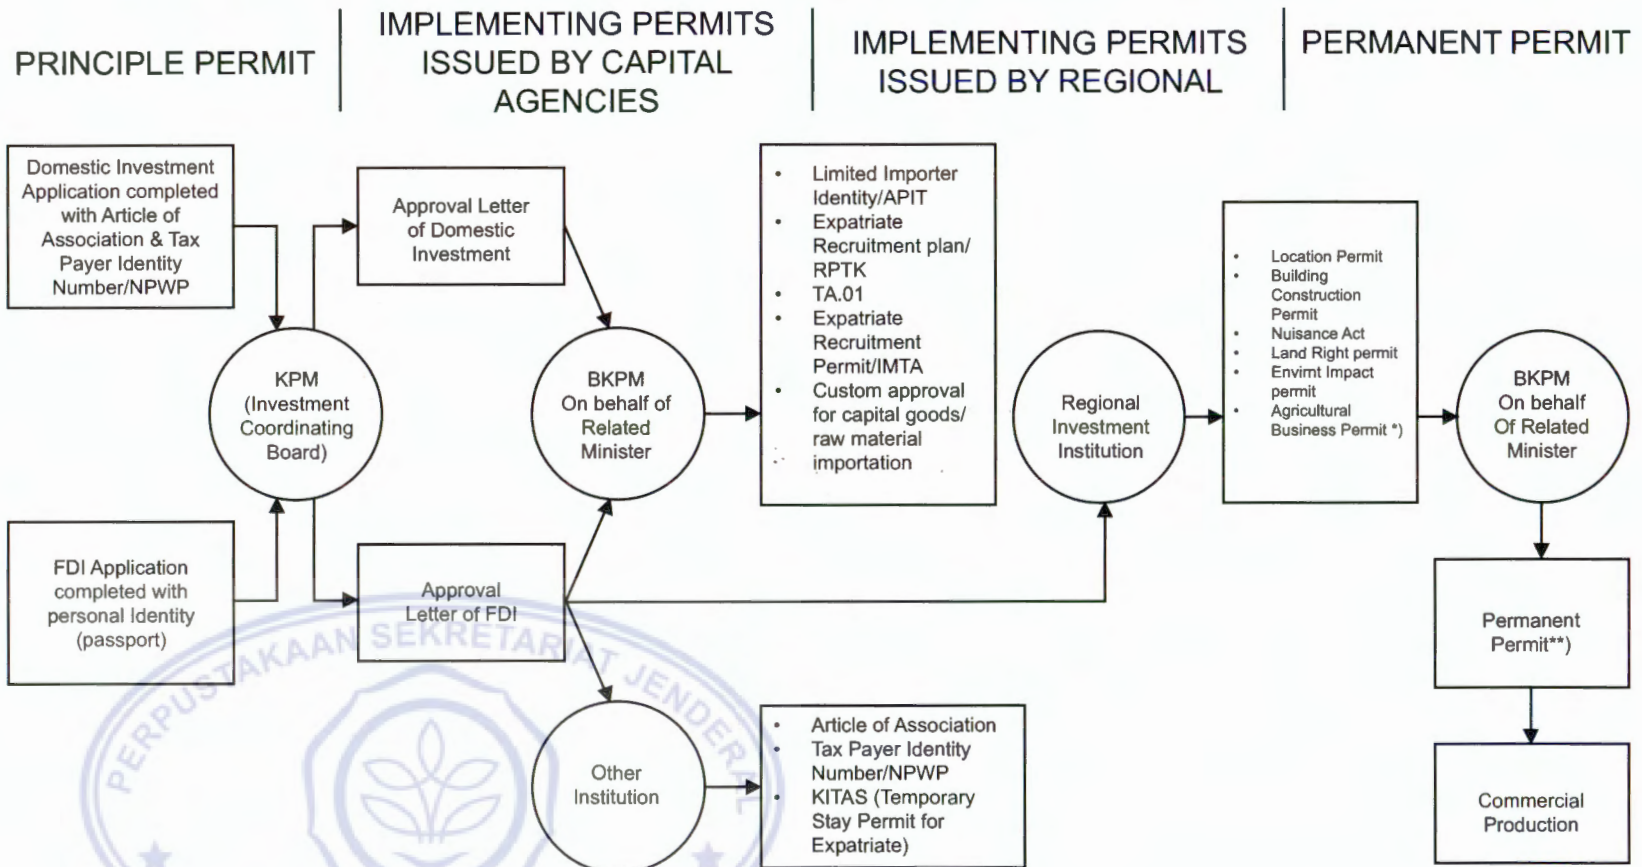 PRINCIPLE PERMIT
IMPLEMENTING PERMITS
ISSUED BY CAPITAL
AGENCIES
IMPLEMENTING PERMITS
ISSUED BY REGIONAL
PERMANENT PERMIT
Domestic Investment
Application completed
with Article of
Association & Tax
Payer Identity
Number/NPWP
KPM
(Investment
Coordinating
Board)
FDI Application
completed with
personal Identity
(passport)
Approval Letter
of Domestic
Investment
Approval
Letter of FDI
BKPM
On behalf of
Related
Minister
Other
Institution
• Limited Importer
Identity/APIT
• Expatriate
Recruitment plan/
RPTK
• TA.01
• Expatriate
Recruitment
Permit/IMTA
• Custom approval
for capital goods/
raw material
importation
• Article of Association
• Tax Payer Identity
Number/NPWP
• KITAS (Temporary
Stay Permit for
Expatriate)
Regional
Investment
Institution
• Location Permit
• Building
Construction
Permit
• Nuisance Act
• Land Right permit
• Envimt Impact
permit
• Agricultural
Business Permit *)
BKPM
On behalf
Of Related
Minister
Permanent
Permit**)
Commercial
Production
PERPUSTAKAAN SEKRETARIAT JENDERAL